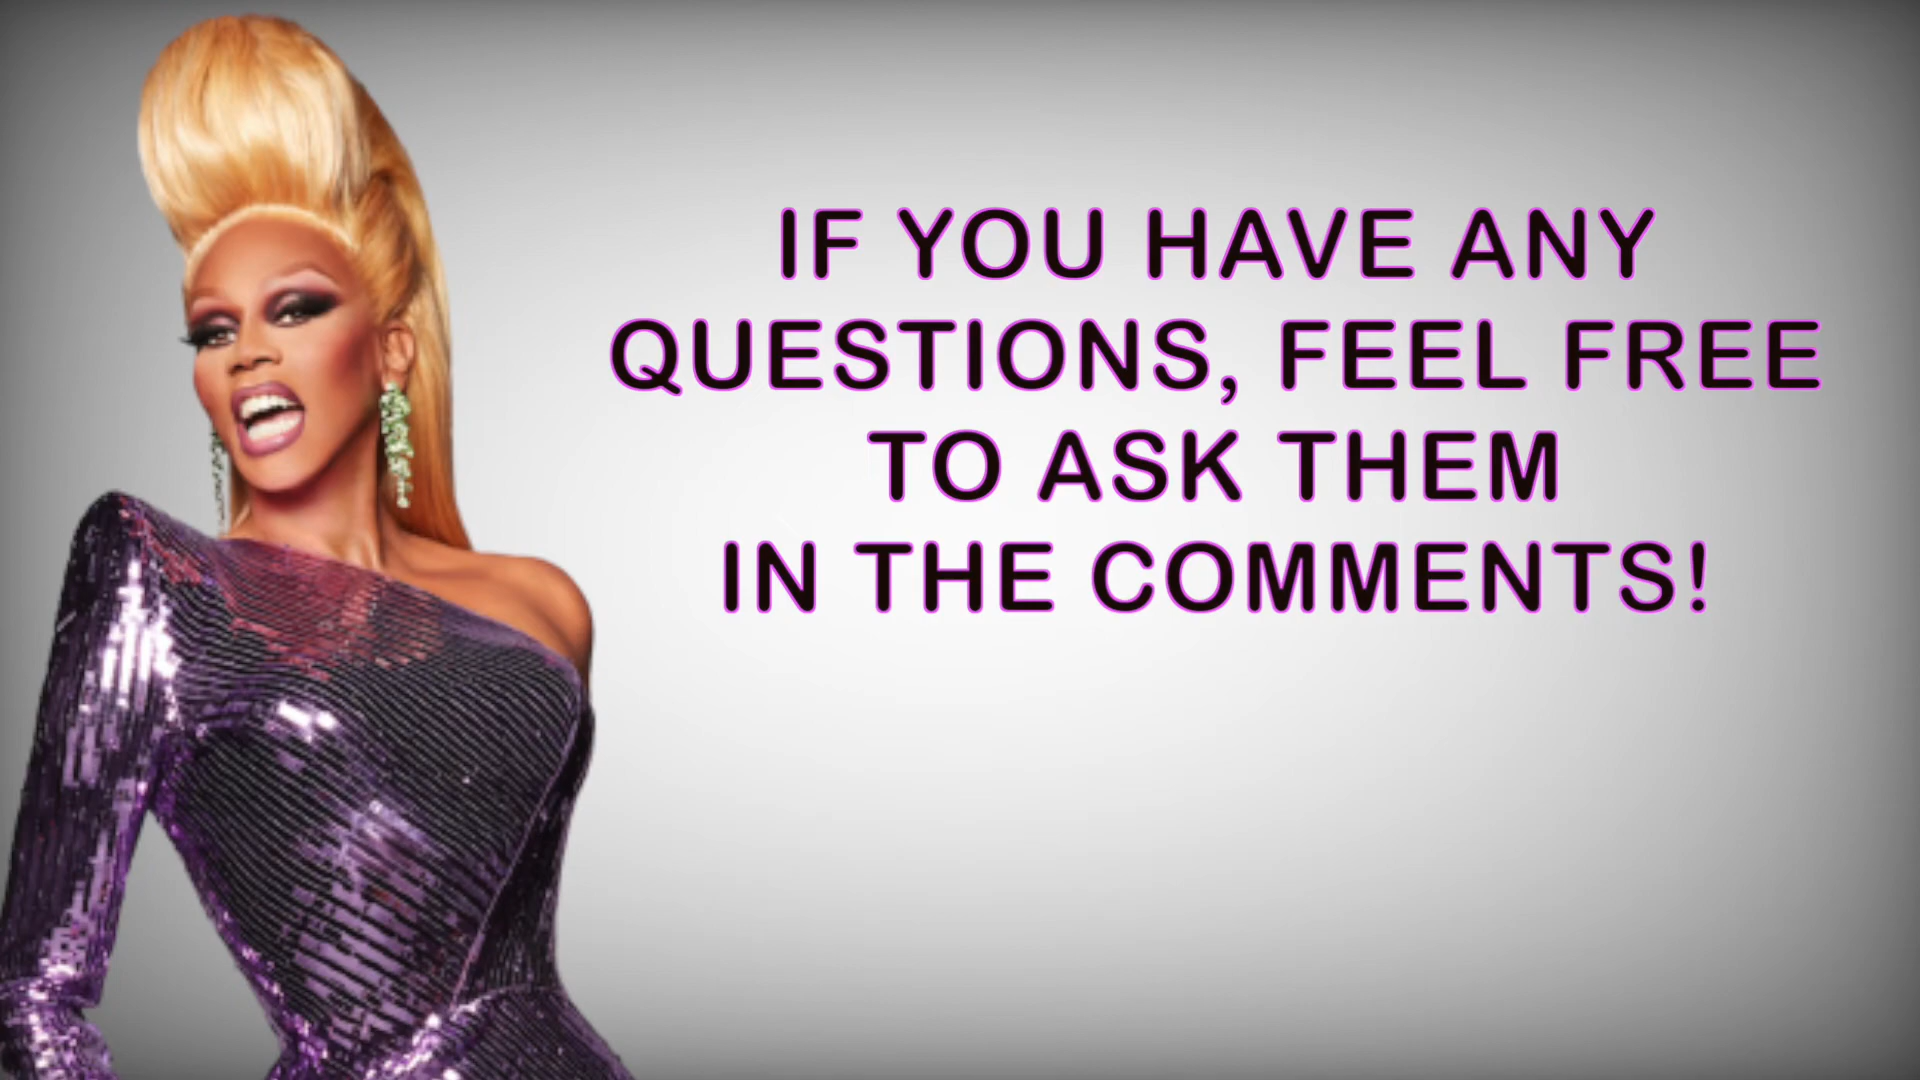 IF YOU HAVE ANY
QUESTIONS, FEEL FREE
TO ASK THEM
IN THE COMMENTS!